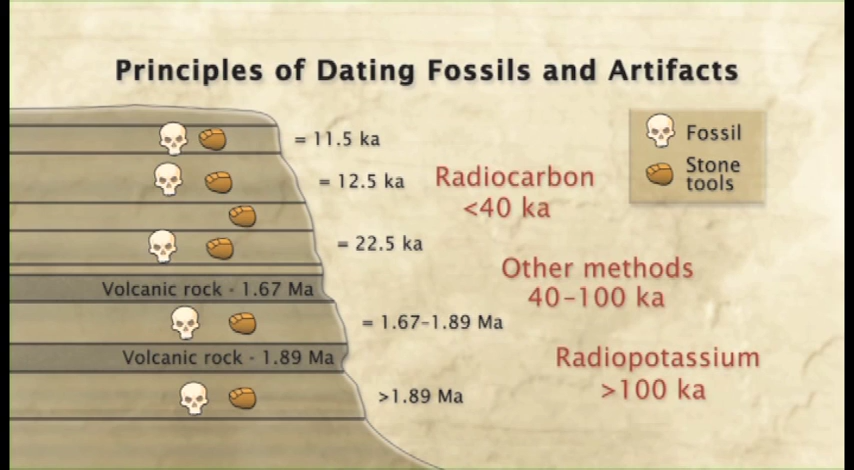 Principles of Dating Fossils and Artifacts
= 11.5 ka
Fossil
Stone
tools
= 12.5 ka
Radiocarbon
<40 ka
= 22.5 ka
Other methods
40–100 ka
Volcanic rock - 1.67 Ma
= 1.67–1.89 Ma
Volcanic rock - 1.89 Ma
Radiopotassium
>100 ka
>1.89 Ma